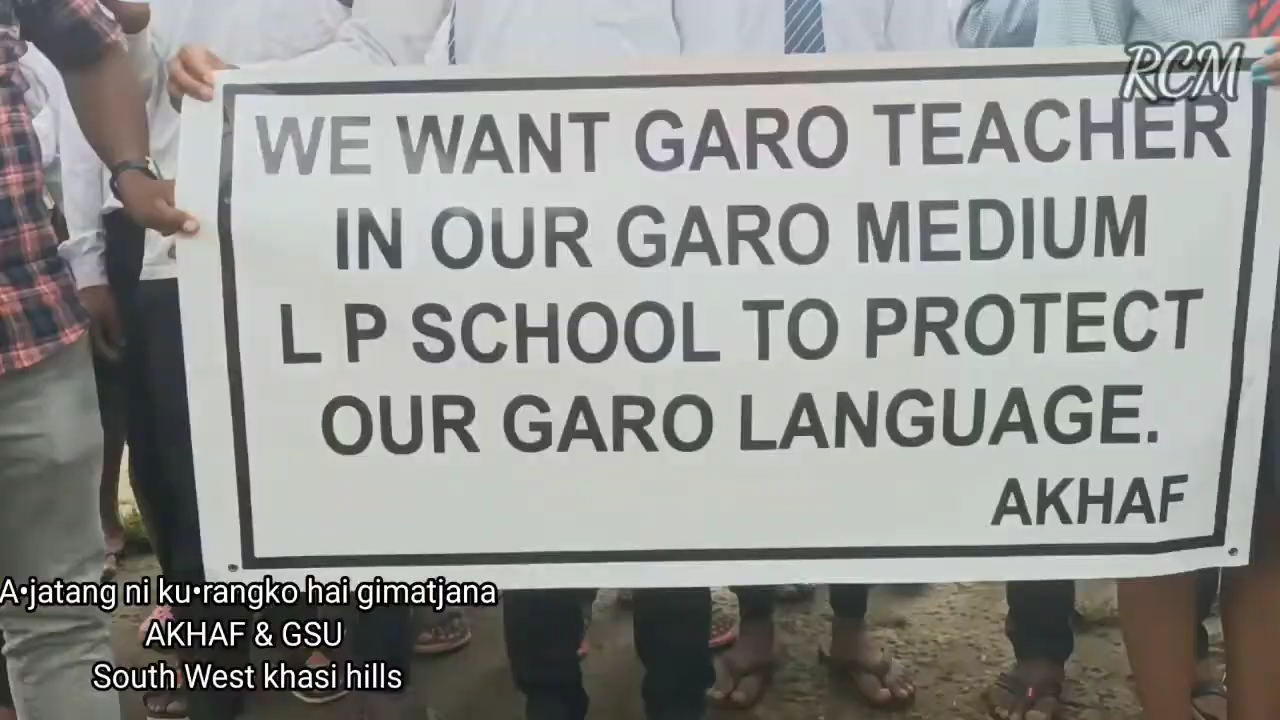 RCM
WE WANT GARO TEACHER
IN OUR GARO MEDIUM
L P SCHOOL TO PROTECT
OUR GARO LANGUAGE.
AKHAF
A•jatang ni ku•rangko hai gimatjana
AKHAF & GSU
South West khasi hills